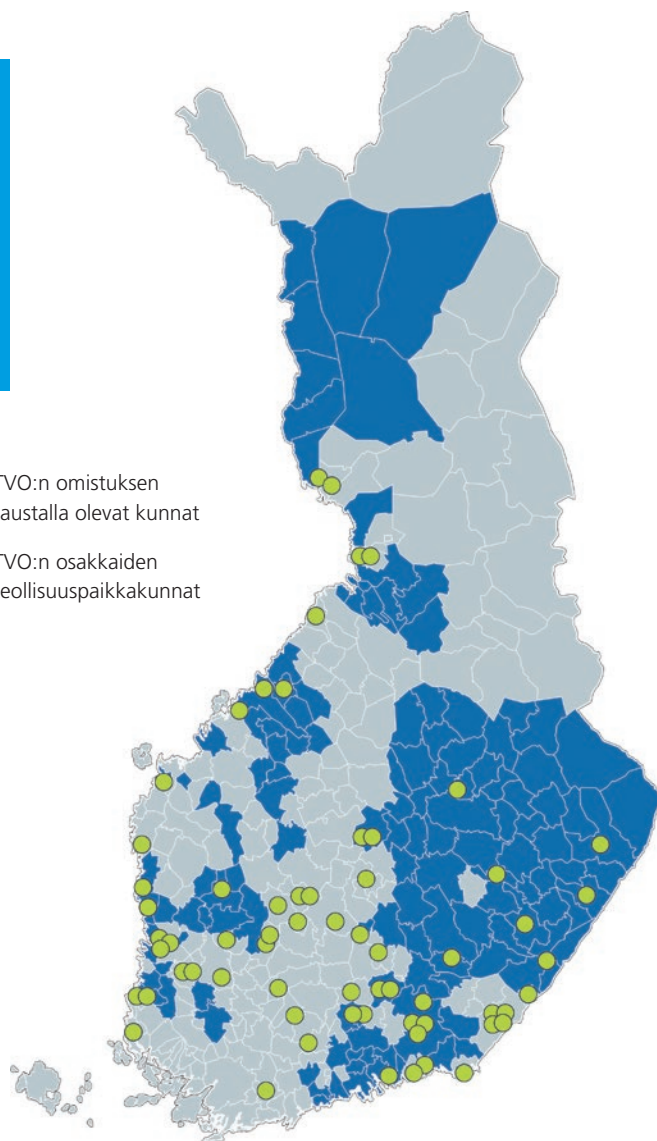 TVO:n omistuksen
austalla olevat kunnat
TVO:n osakkaiden
eollisuuspaikkakunnat